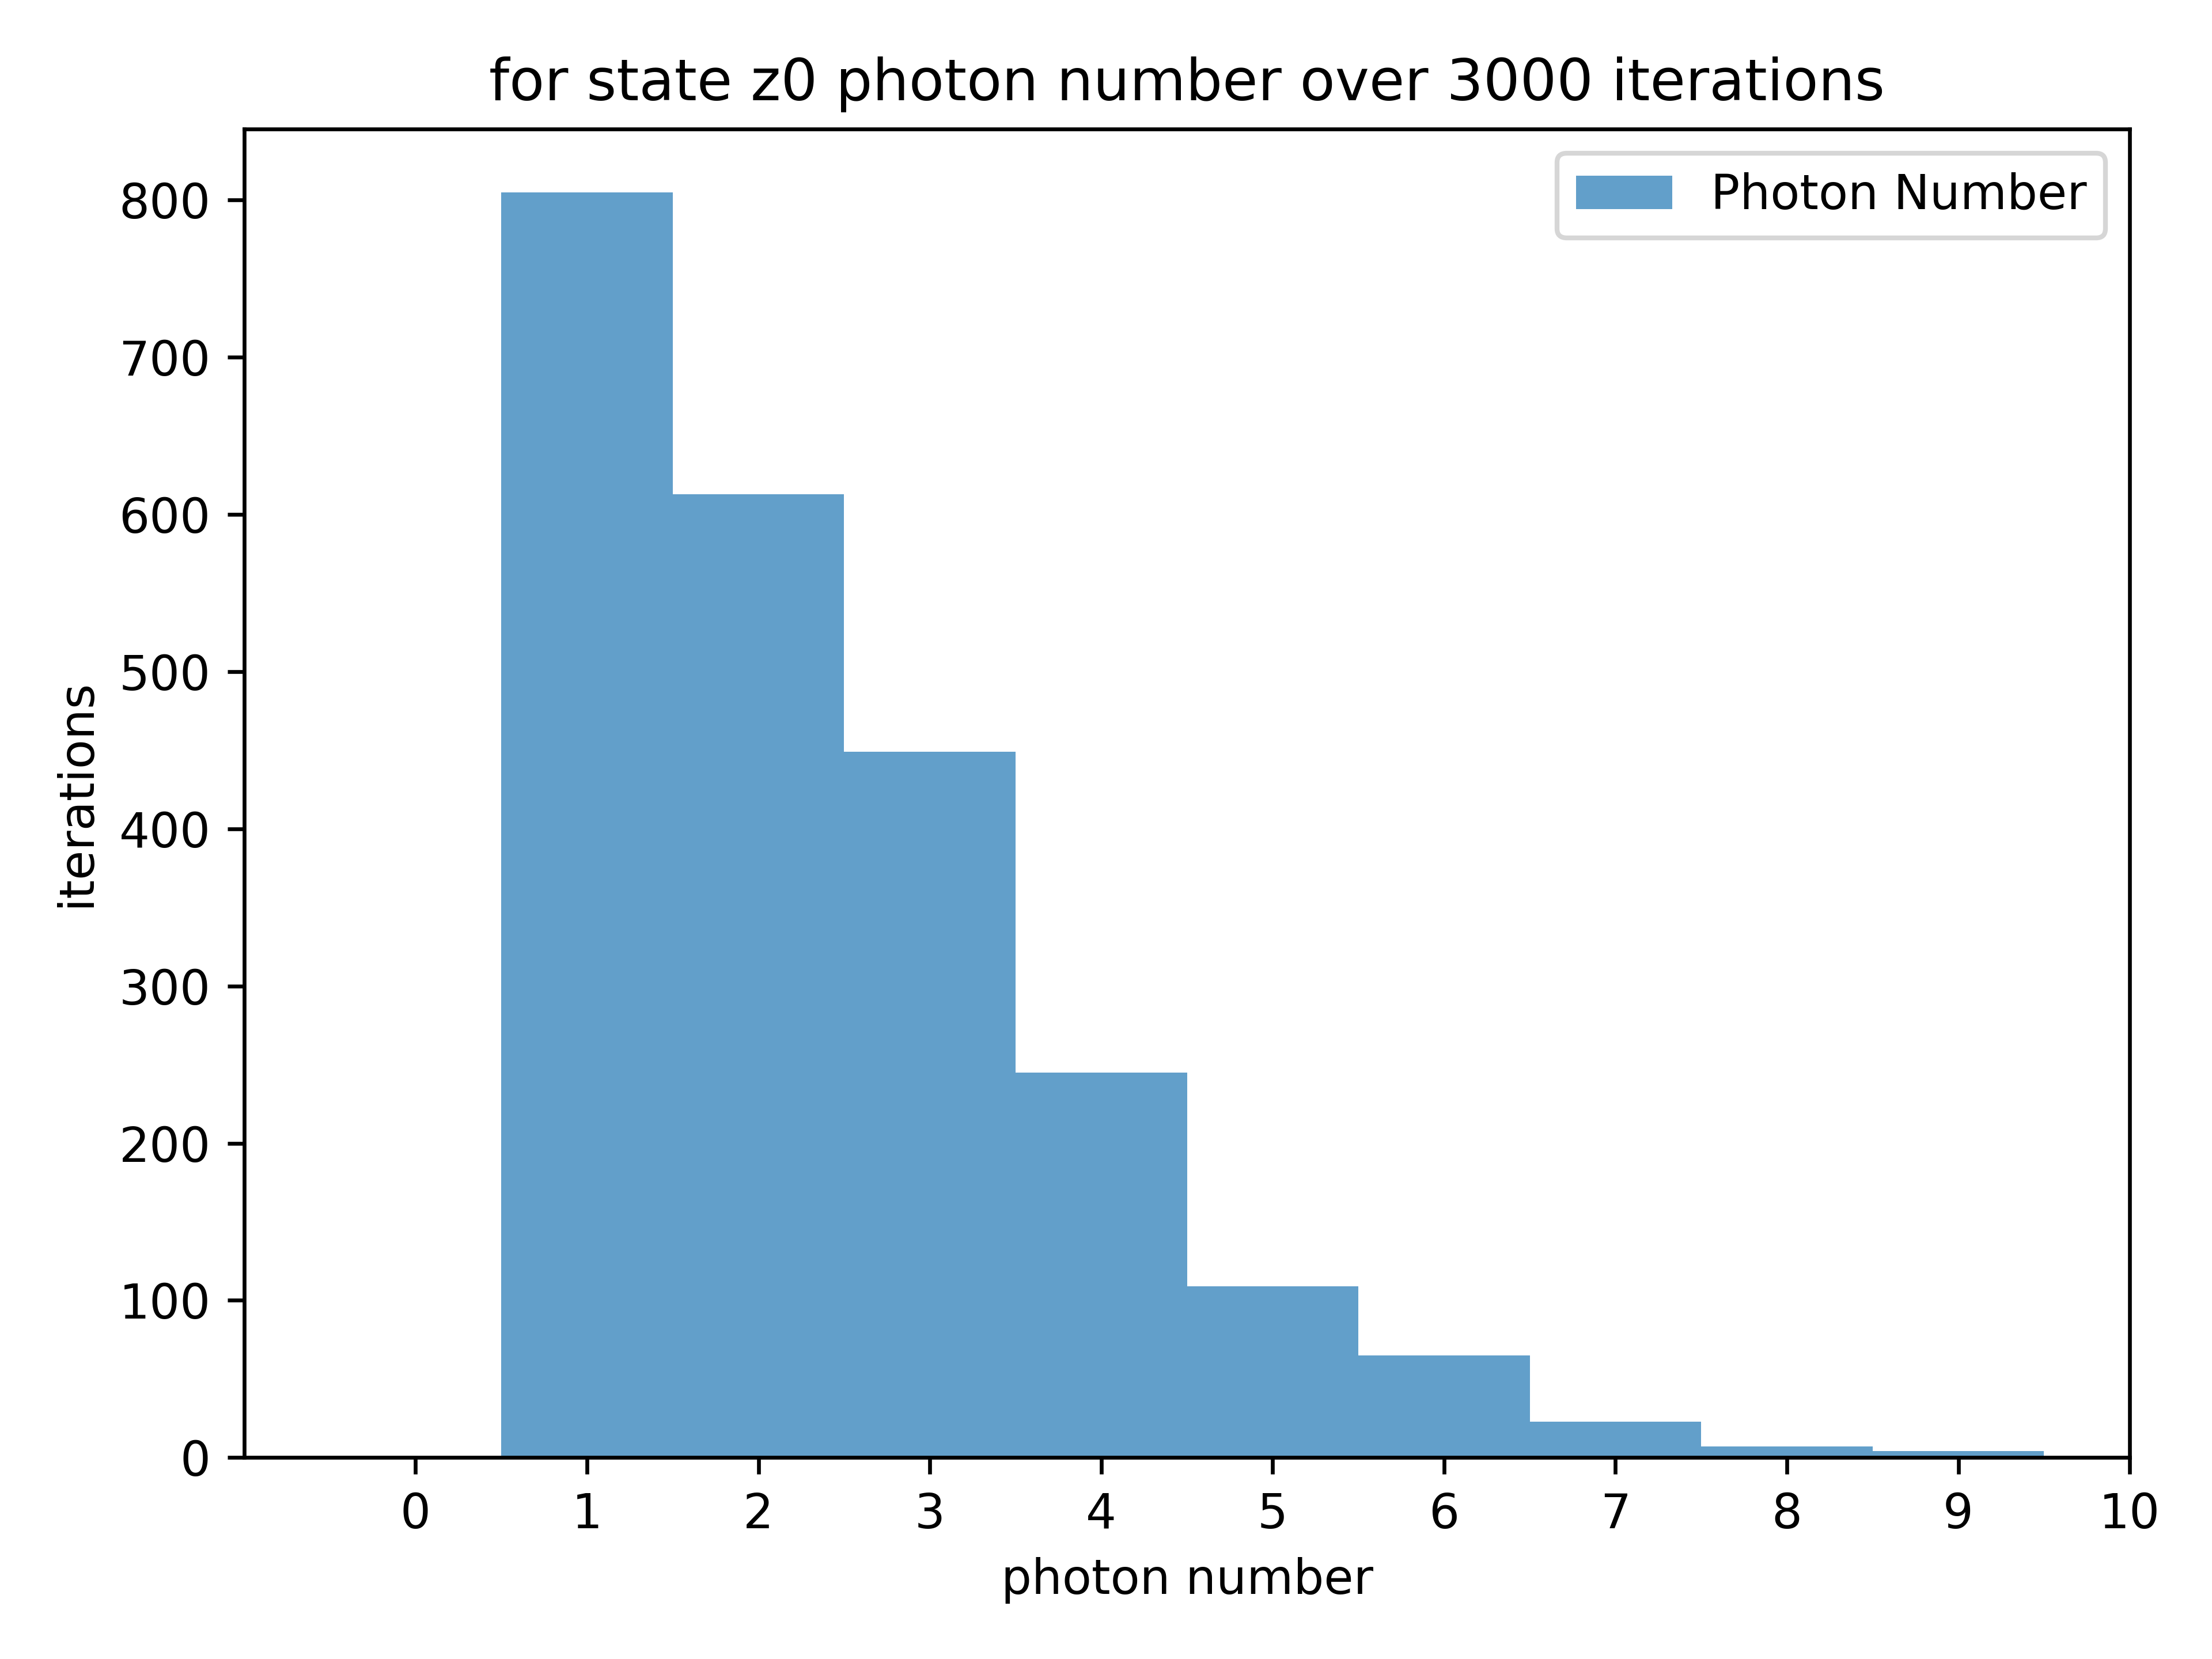 for state z0 photon number over 3000 iterations
Photon Number
800
700
600
500
400
300
200
100
0
iterations
0 1 2 3 4 5 6 7 8 9 10
photon number